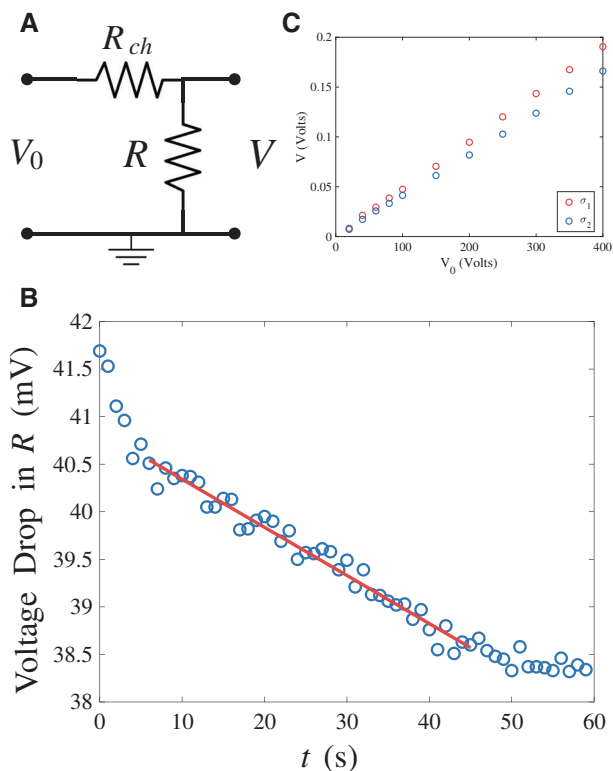 A
R_ch
V_0
R
V
C
0.2
0.15
0.1
0.05
0
V (Volts)
σ_1
σ_2
0 100 200 300 400
V_0 (Volts)
B
42
41.5
41
40.5
40
39.5
39
38.5
38
Voltage Drop in R (mV)
0 10 20 30 40 50 60
t (s)